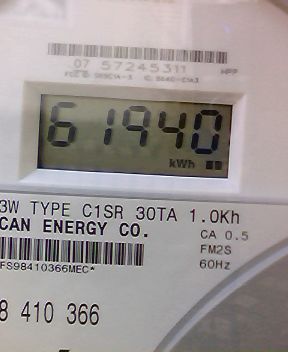 07 57245311
61940
kWh
3W TYPE C1SR 30TA 1.0Kh
CAN ENERGY CO.
CA 0.5
FM2S
60Hz
FS98410366MEC*
8 410 366